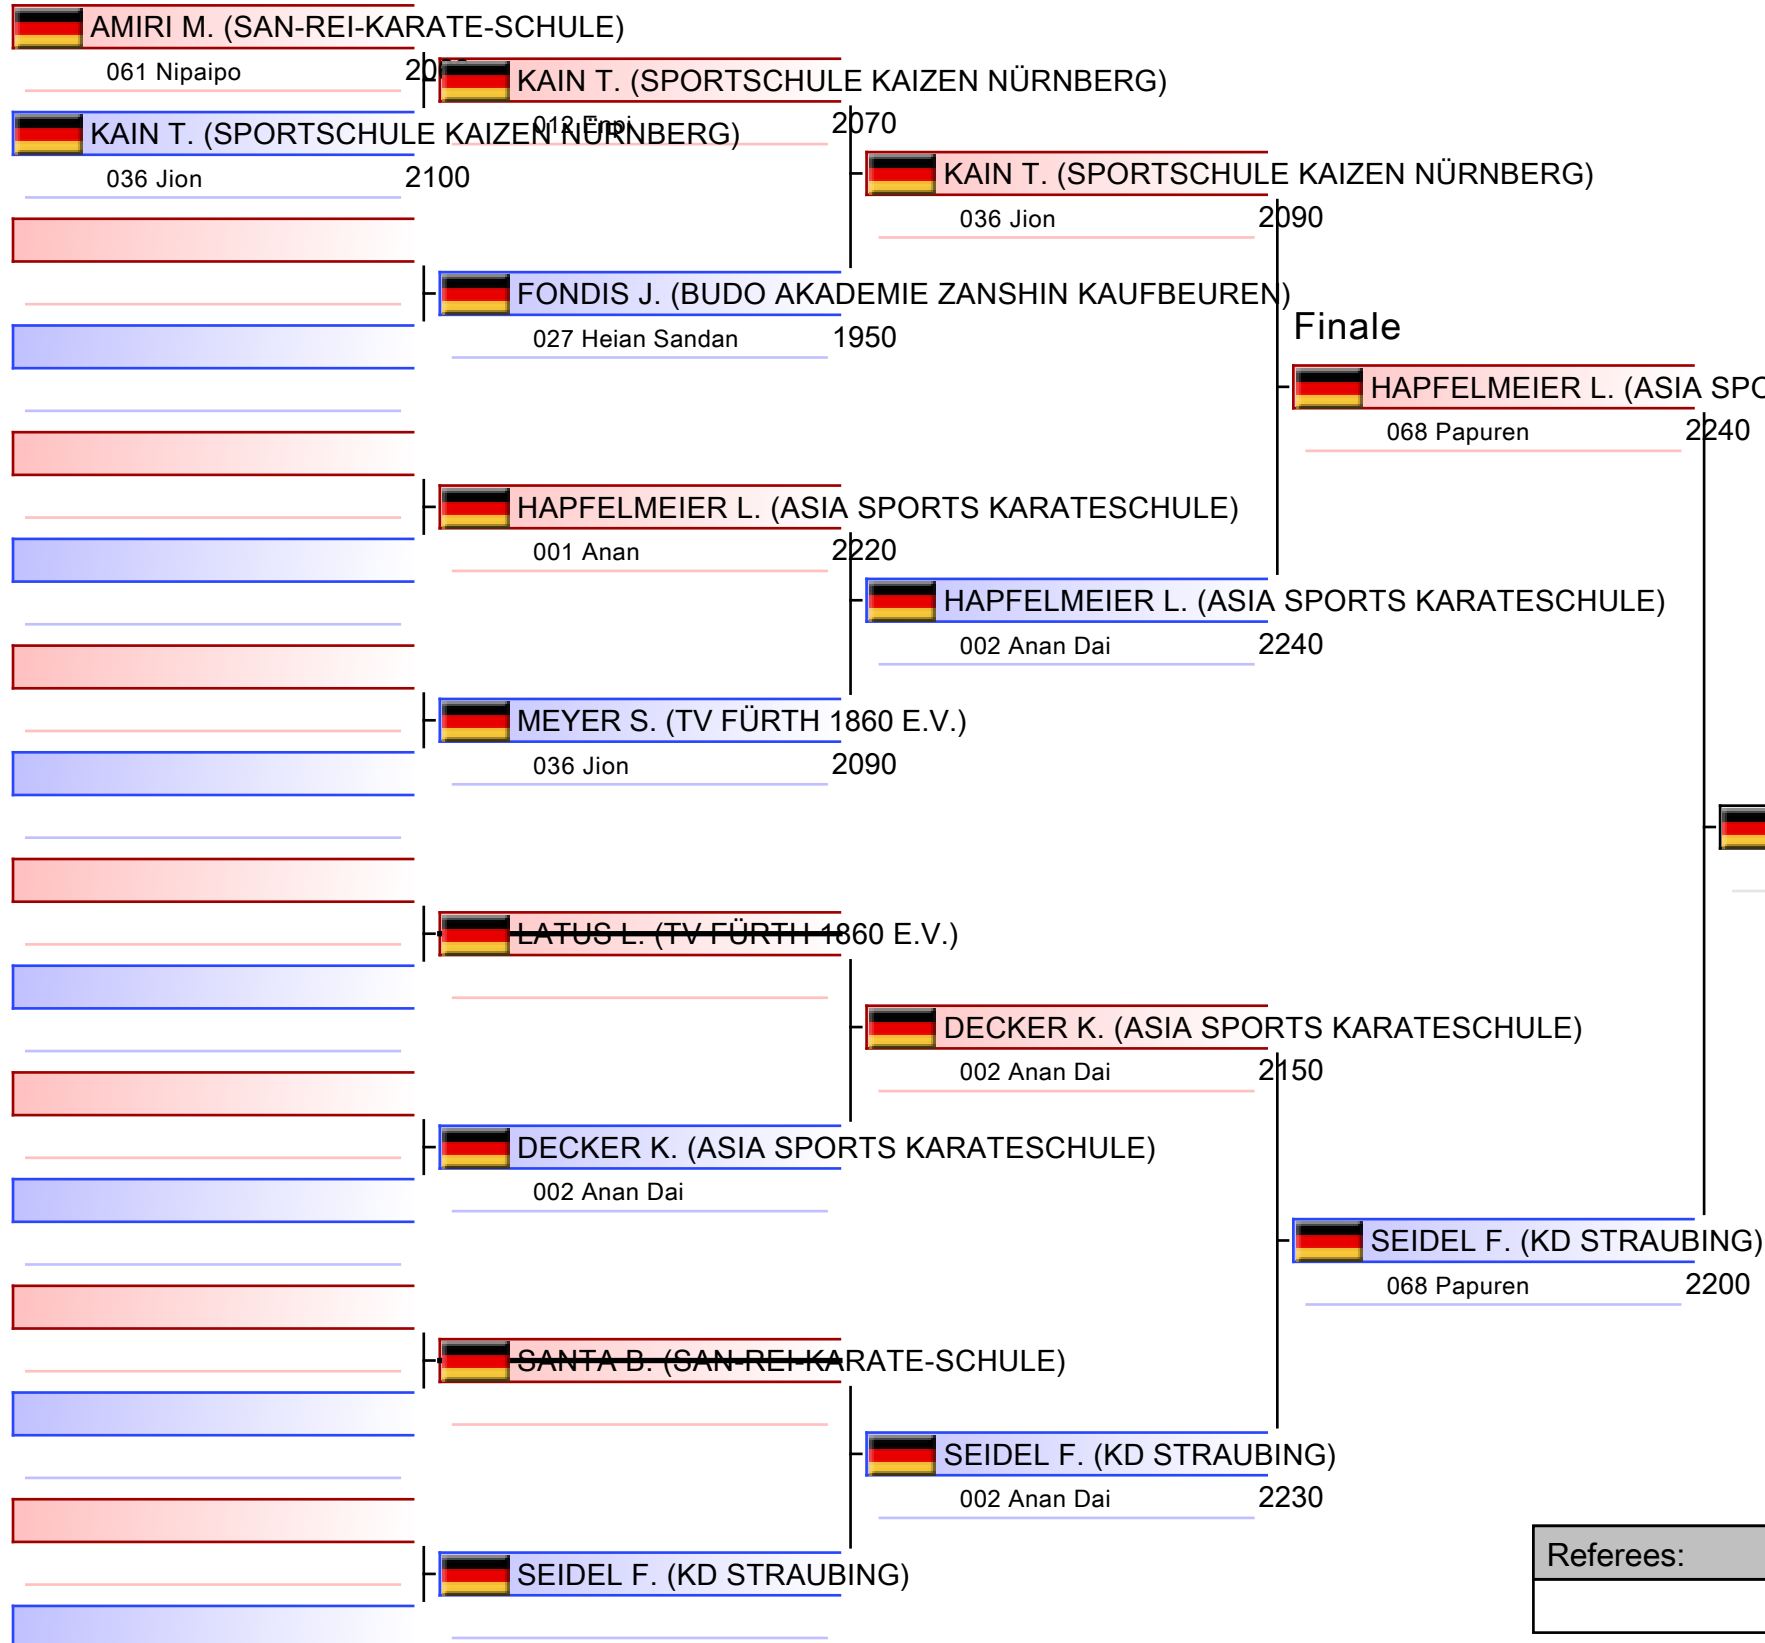 AMIRI M. (SAN-REI-KARATE-SCHULE)
061 Nipaipo
KAIN T. (SPORTSCHULE KAIZEN NÜRNBERG)
036 Jion 2100
KAIN T. (SPORTSCHULE KAIZEN NÜRNBERG)
012 Enpi 2070
FONDIS J. (BUDO AKADEMIE ZANSHIN KAUFBEUREN)
027 Heian Sandan 1950
HAPFELMEIER L. (ASIA SPORTS KARATESCHULE)
001 Anan 2220
MEYER S. (TV FÜRTH 1860 E.V.)
036 Jion 2090
LATUS L. (TV FÜRTH 1860 E.V.)
DECKER K. (ASIA SPORTS KARATESCHULE)
002 Anan Dai
SANTA B. (SAN-REI-KARATE-SCHULE)
SEIDEL F. (KD STRAUBING)
KAIN T. (SPORTSCHULE KAIZEN NÜRNBERG)
036 Jion 2090
HAPFELMEIER L. (ASIA SPORTS KARATESCHULE)
002 Anan Dai 2240
DECKER K. (ASIA SPORTS KARATESCHULE)
002 Anan Dai 2150
SEIDEL F. (KD STRAUBING)
002 Anan Dai 2230
Finale
HAPFELMEIER L. (ASIA SPO
068 Papuren 2240
SEIDEL F. (KD STRAUBING)
068 Papuren 2200
Referees: